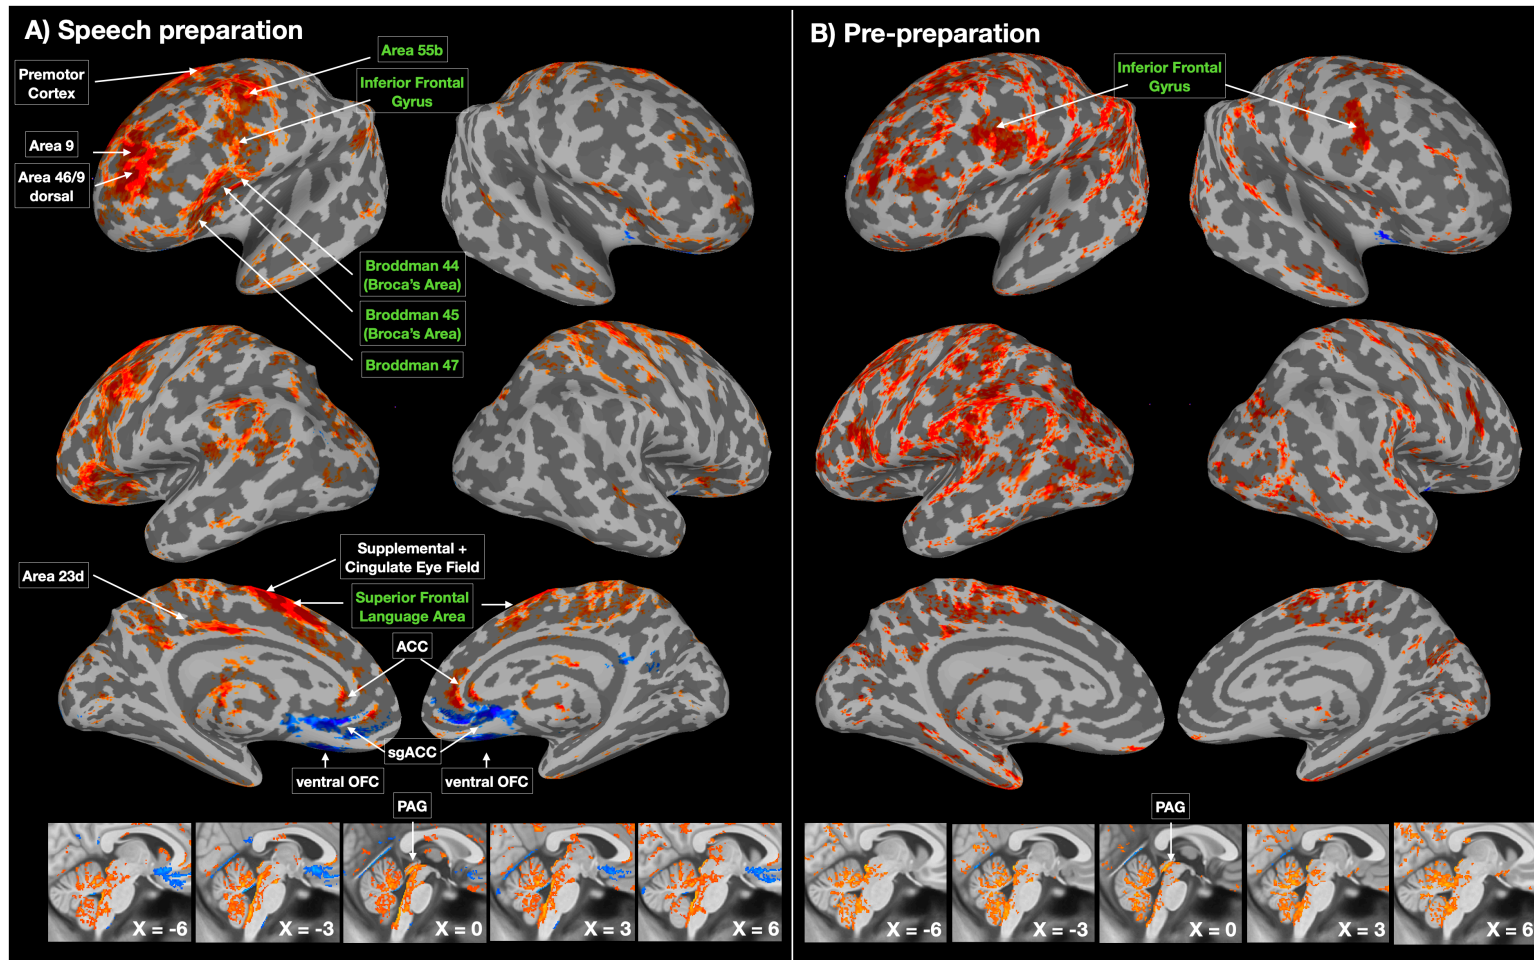 A) Speech preparation
Premotor
Cortex
Area 55b
Inferior Frontal
Gyrus
Area 9
Area 46/9
dorsal
Broddman 44
(Broca's Area)
Broddman 45
(Broca's Area)
Broddman 47
Area 23d
Supplemental +
Cingulate Eye Field
Superior Frontal
Language Area
ACC
sgACC
ventral OFC
ventral OFC
PAG
X = -6
X = -3
X = 0
X = 3
X = 6
B) Pre-preparation
Inferior Frontal
Gyrus
PAG
X = -6
X = -3
X = 0
X = 3
X = 6